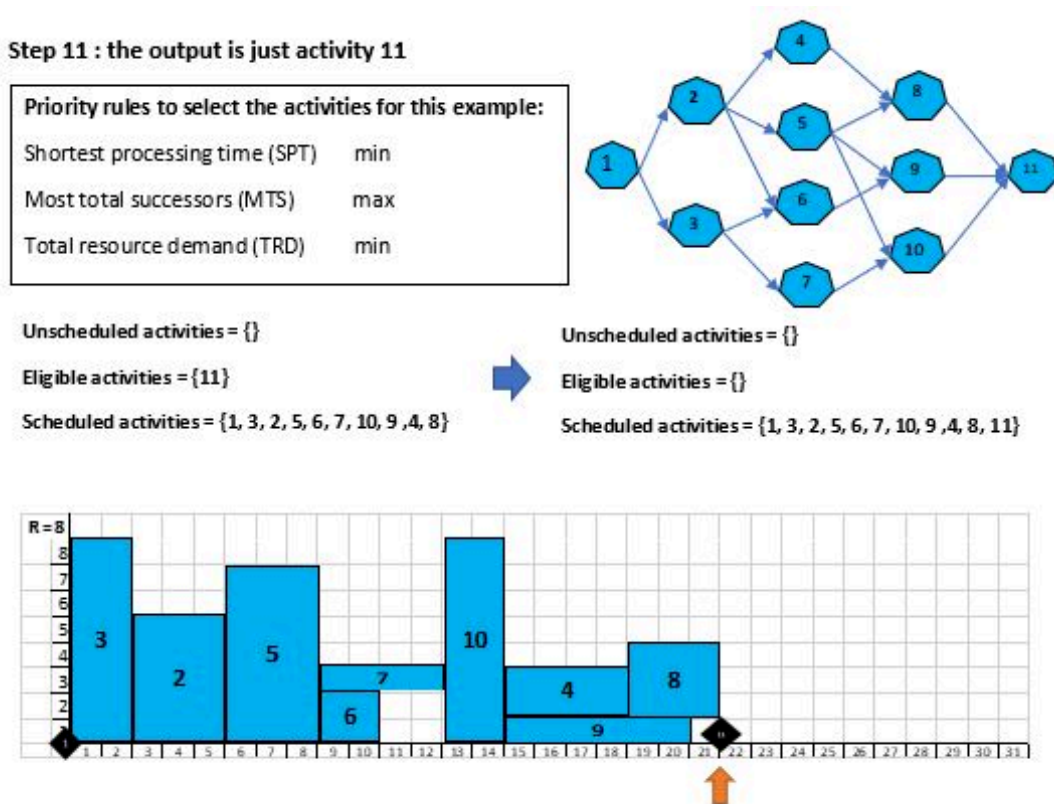 Step 11 : the output is just activity 11
Priority rules to select the activities for this example:
Shortest processing time (SPT) min
Most total successors (MTS) max
Total resource demand (TRD) min
1
2
3
4
5
6
7
8
9
10
11
Unscheduled activities = {}
Eligible activities = {11}
Scheduled activities = {1, 3, 2, 5, 6, 7, 10, 9 ,4, 8}
Unscheduled activities = {}
Eligible activities = {}
Scheduled activities = {1, 3, 2, 5, 6, 7, 10, 9 ,4, 8, 11}
R = 8
8
7
6
5
4
3
2
3
2
5
7
6
10
4
9
8
1 2 3 4 5 6 7 8 9 10 11 12 13 14 15 16 17 18 19 20 21 22 23 24 25 26 27 28 29 30 31